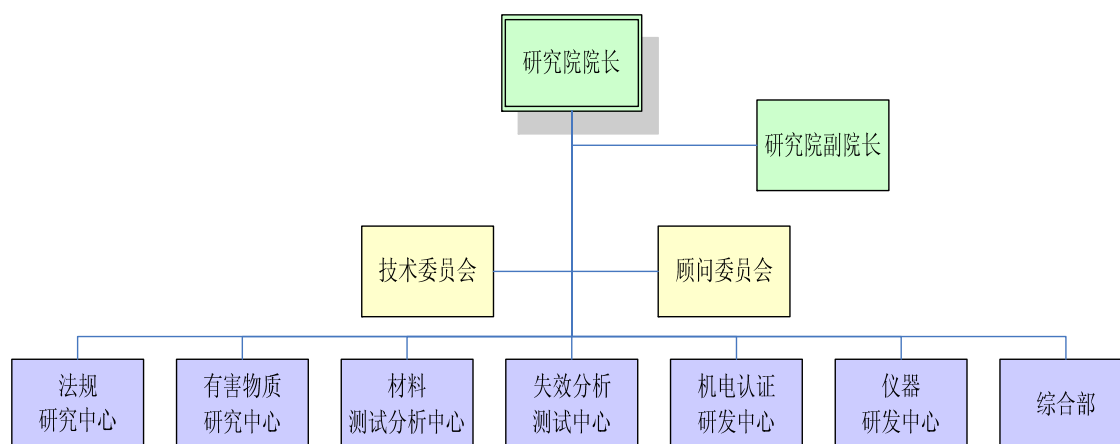 研究院院长
研究院副院长
技术委员会
顾问委员会
法规
研究中心
有害物质
研究中心
材料
测试分析中心
失效分析
测试中心
机电认证
研发中心
仪器
研发中心
综合部